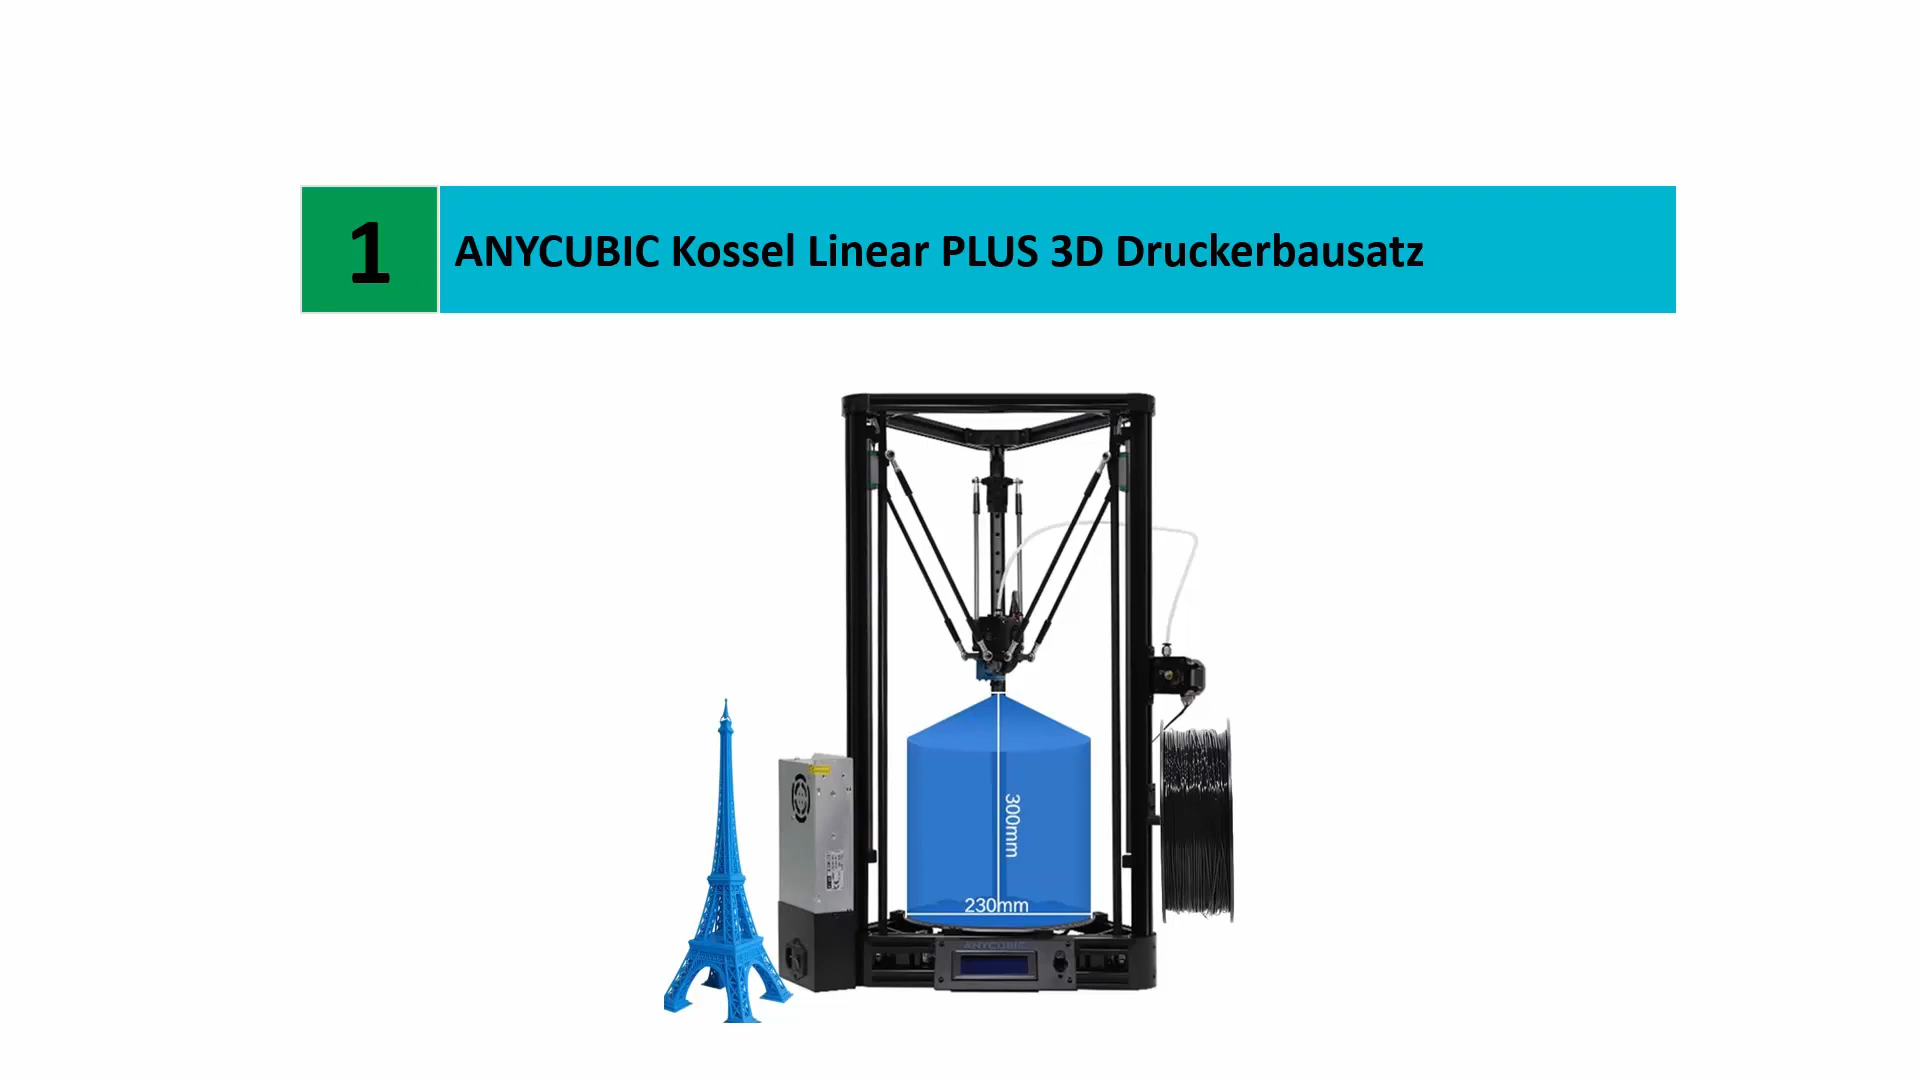 1
ANYCUBIC Kossel Linear PLUS 3D Druckerbausatz
300mm
230mm
ANYCUBIC